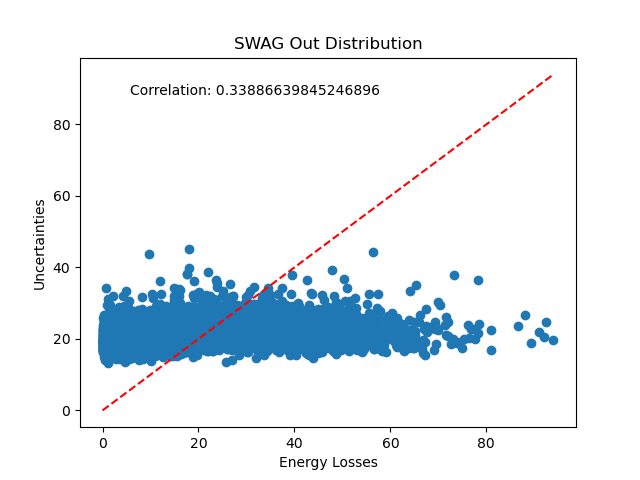 SWAG Out Distribution
Correlation: 0.33886639845246896
Uncertainties
80
60
40
20
0
0 20 40 60 80
Energy Losses